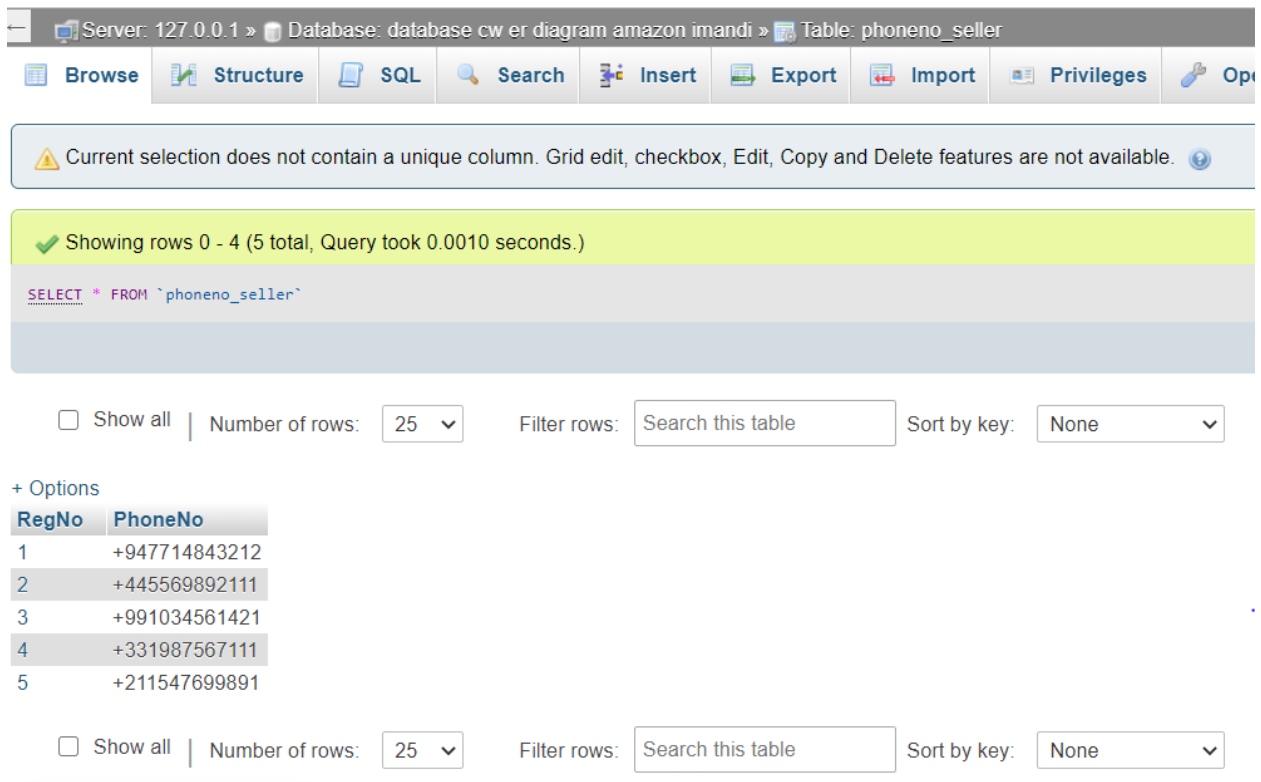 ← Server: 127.0.0.1 » Database: database cw er diagram amazon imandi » Table: phoneno_seller
Browse Structure SQL Search Insert Export Import Privileges Ope
Current selection does not contain a unique column. Grid edit, checkbox, Edit, Copy and Delete features are not available.
Showing rows 0 - 4 (5 total, Query took 0.0010 seconds.)
SELECT * FROM `phoneno_seller`
Show all | Number of rows: 25 Filter rows: Search this table Sort by key: None
+ Options
RegNo PhoneNo
1 +947714843212
2 +445569892111
3 +991034561421
4 +331987567111
5 +211547699891
Show all | Number of rows: 25 Filter rows: Search this table Sort by key: None